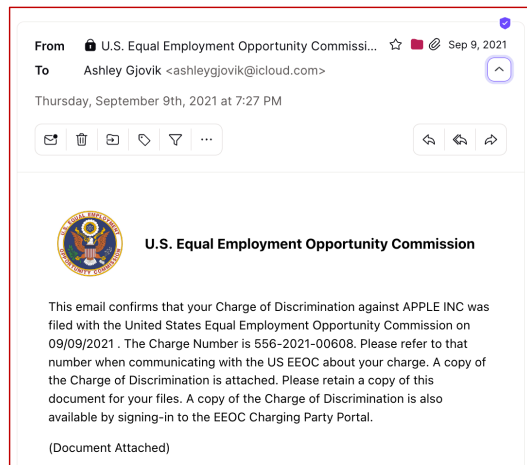 From U.S. Equal Employment Opportunity Commissi... Sep 9, 2021
To Ashley Gjovik <ashleygjovik@icloud.com>
Thursday, September 9th, 2021 at 7:27 PM
...
U.S. EQUAL EMPLOYMENT OPPORTUNITY COMMISSION
U.S. Equal Employment Opportunity Commission
This email confirms that your Charge of Discrimination against APPLE INC was
filed with the United States Equal Employment Opportunity Commission on
09/09/2021 . The Charge Number is 556-2021-00608. Please refer to that
number when communicating with the US EEOC about your charge. A copy of
the Charge of Discrimination is attached. Please retain a copy of this
document for your files. A copy of the Charge of Discrimination is also
available by signing-in to the EEOC Charging Party Portal.
(Document Attached)